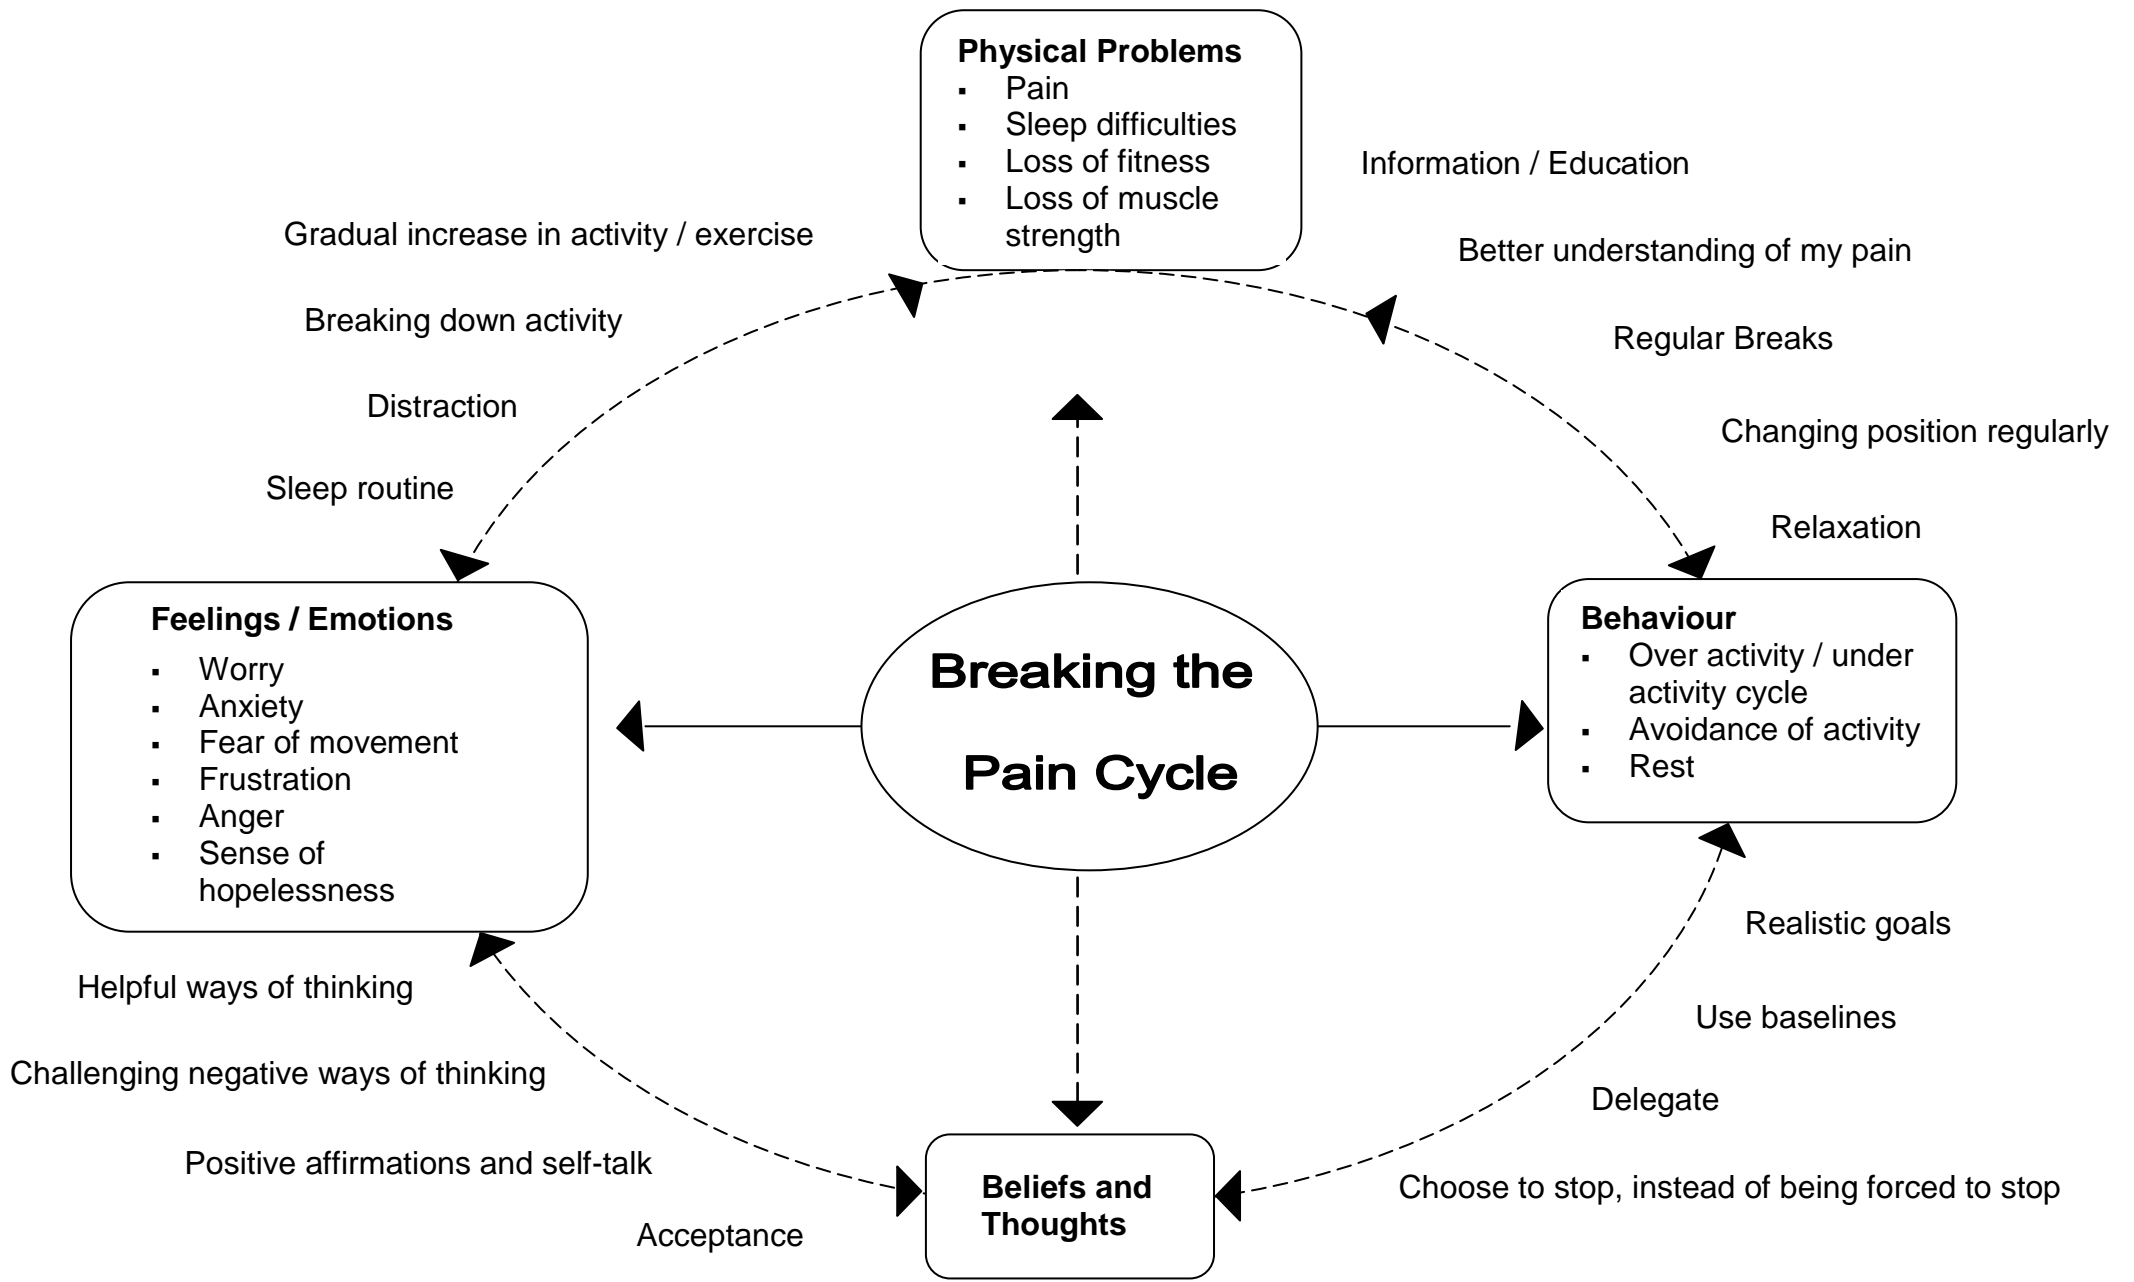 Physical Problems
▪ Pain
▪ Sleep difficulties
▪ Loss of fitness
▪ Loss of muscle
strength
Information / Education
Gradual increase in activity / exercise
Better understanding of my pain
Breaking down activity
Regular Breaks
Distraction
Changing position regularly
Sleep routine
Relaxation
Feelings / Emotions
▪ Worry
▪ Anxiety
▪ Fear of movement
▪ Frustration
▪ Anger
▪ Sense of
hopelessness
Breaking the
Pain Cycle
Behaviour
▪ Over activity / under
activity cycle
▪ Avoidance of activity
▪ Rest
Helpful ways of thinking
Challenging negative ways of thinking
Positive affirmations and self-talk
Acceptance
Beliefs and
Thoughts
Realistic goals
Use baselines
Delegate
Choose to stop, instead of being forced to stop